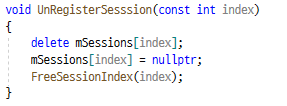 void UnRegisterSesssion(const int index)
{
    delete mSessions[index];
    mSessions[index] = nullptr;
    FreeSessionIndex(index);
}